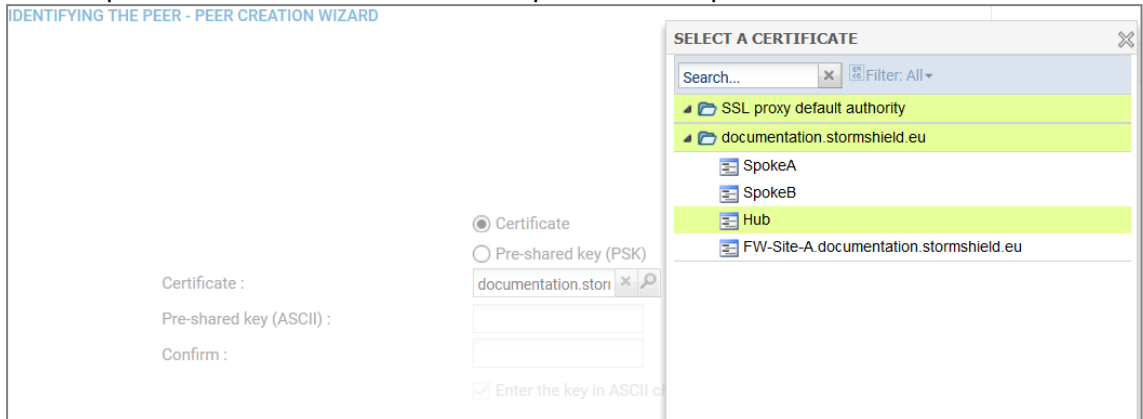 IDENTIFYING THE PEER - PEER CREATION WIZARD
SELECT A CERTIFICATE
Search...
Filter: All
SSL proxy default authority
documentation.stormshield.eu
SpokeA
SpokeB
Hub
FW-Site-A.documentation.stormshield.eu
Certificate
Pre-shared key (PSK)
Certificate :
documentation.stor
Pre-shared key (ASCII) :
Confirm :
Enter the key in ASCII